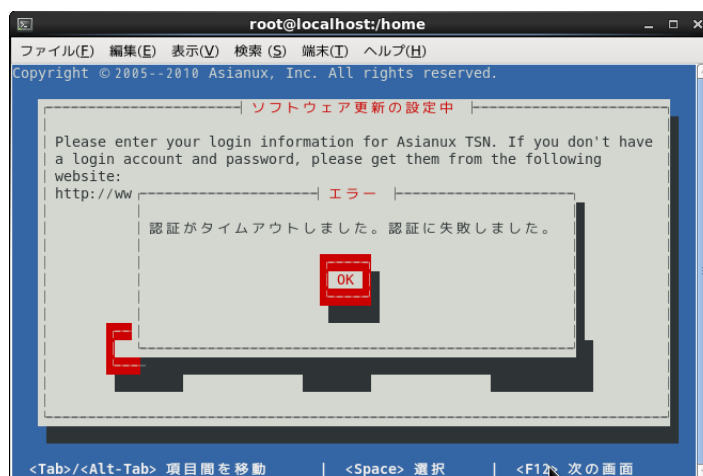 root@localhost:/home
ファイル(F) 編集(E) 表示(V) 検索 (S) 端末(T) ヘルプ(H)
Copyright © 2005--2010 Asianux, Inc. All rights reserved.
ソフトウェア更新の設定中
Please enter your login information for Asianux TSN. If you don't have
a login account and password, please get them from the following
website:
http://ww
エラー
認証がタイムアウトしました。認証に失敗しました。
OK
<Tab>/<Alt-Tab> 項目間を移動 | <Space> 選択 | <F12> 次の画面